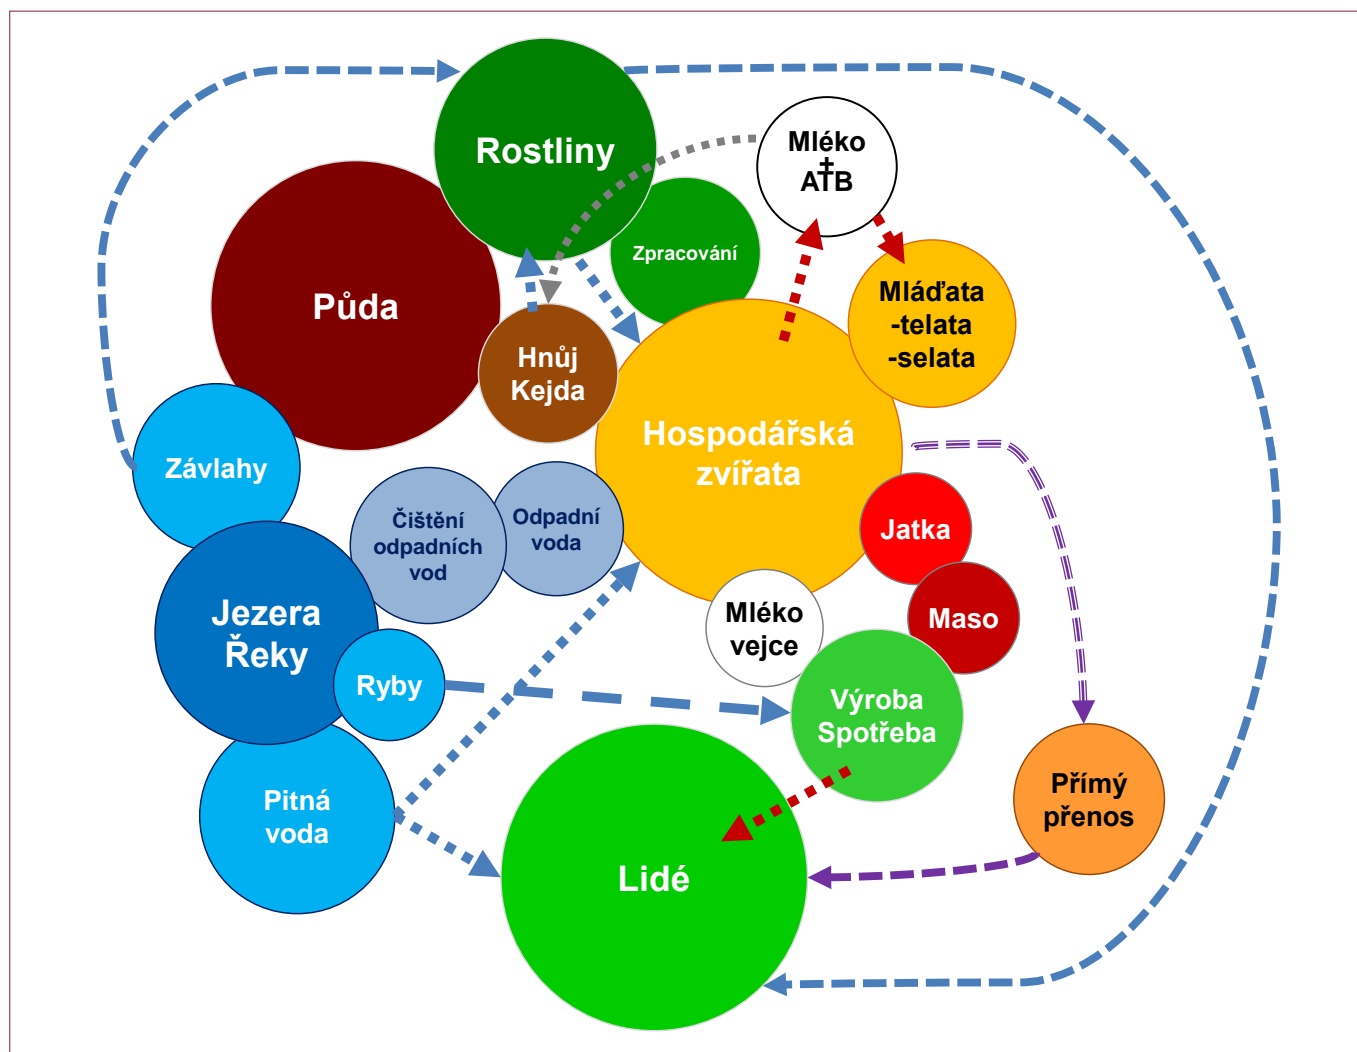 Rostliny
Mléko
A†B
Zpracování
Půda
Mláďata
-telata
-selata
Hnůj
Kejda
Hospodářská
zvířata
Závlahy
Čištění
odpadních
vod
Odpadní
voda
Jatka
Jezera
Řeky
Mléko
vejce
Maso
Ryby
Výroba
Spotřeba
Pitná
voda
Přímý
přenos
Lidé